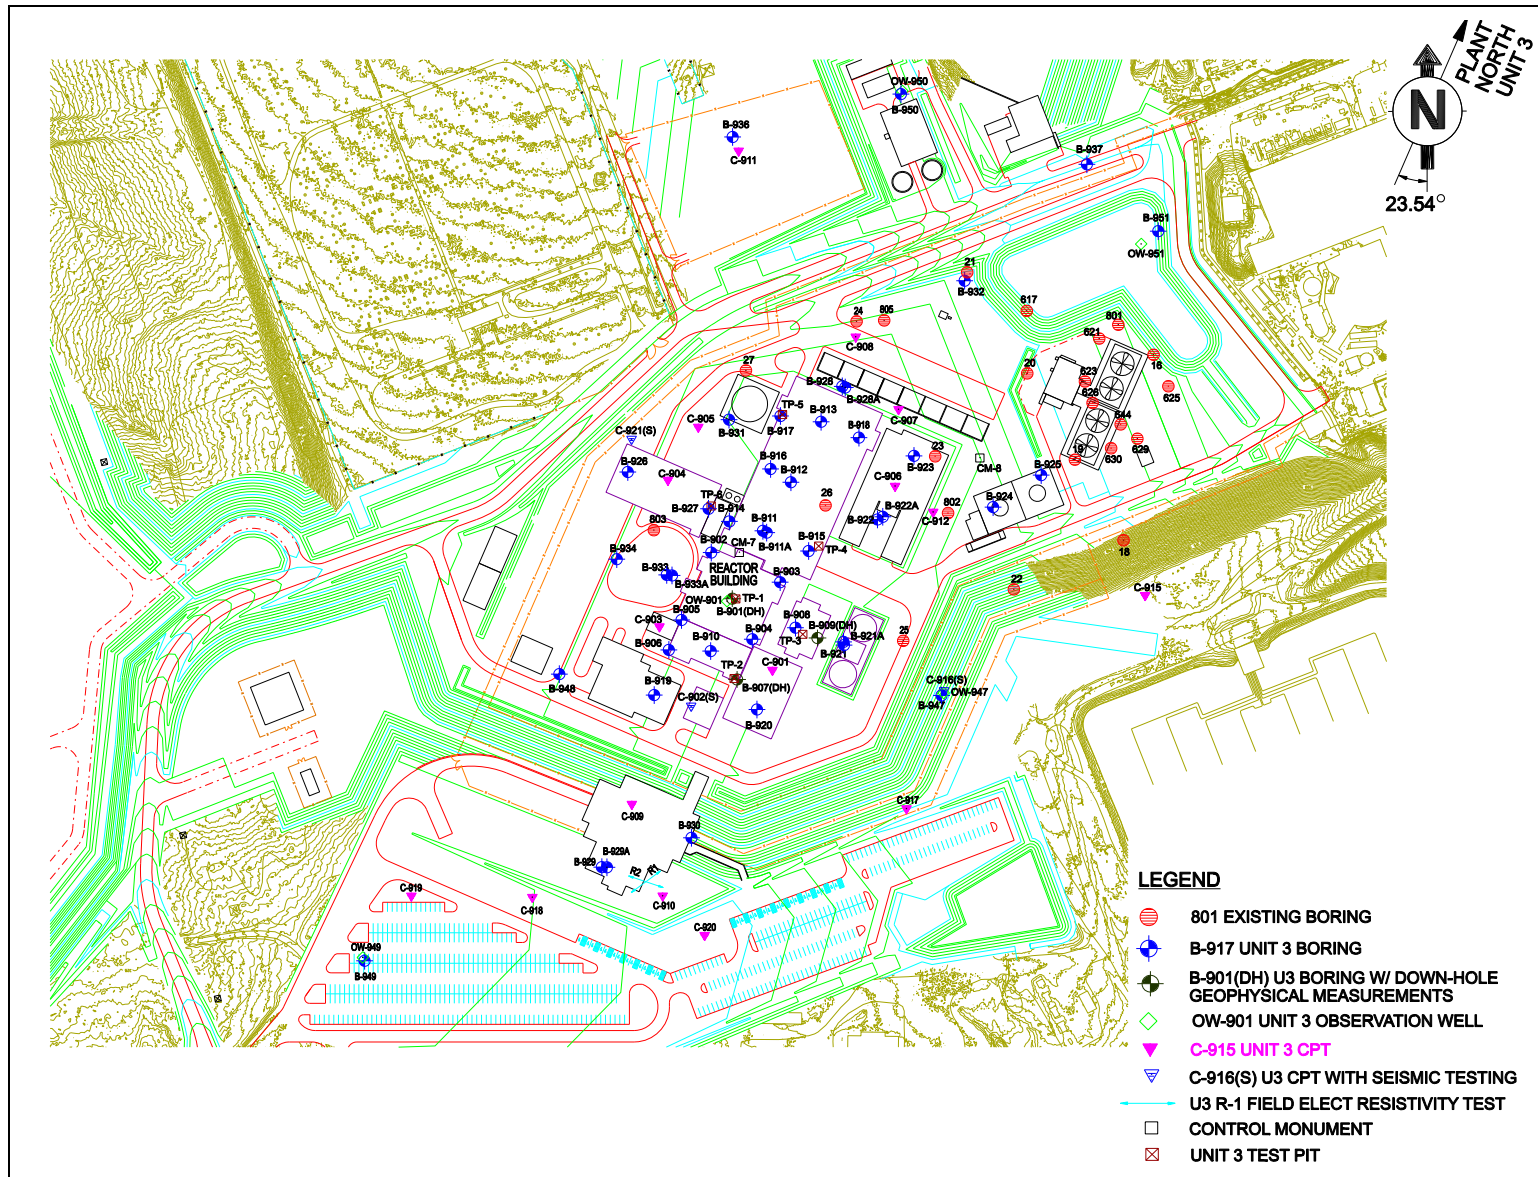 PLANT
NORTH
UNIT 3
N
23.54°
OW-950
B-950
B-936
C-911
B-937
B-951
OW-951
21
B-932
617
24
805
C-908
801
621
16
27
20
623
626
625
B-928
B-928A
C-907
TP-5
B-917
B-913
B-918
C-905
B-931
644
629
630
19
C-921(S)
B-926
C-904
B-916
B-912
B-923
23
CM-8
C-906
B-925
TP-6
B-927
B-914
26
B-924
B-922
B-922A
802
C-912
803
B-911
B-911A
B-902
CM-7
B-915
TP-4
18
B-934
REACTOR
BUILDING
B-933
B-933A
B-903
22
C-915
OW-901
TP-1
B-901(DH)
B-905
C-903
B-906
B-910
B-904
B-908
B-909(DH)
TP-3
B-921A
B-921
25
TP-2
C-901
B-907(DH)
B-948
B-919
C-902(S)
B-920
C-916(S)
OW-947
B-947
C-909
C-917
B-930
B-929
B-929A
R2
R1
C-919
C-918
C-910
C-920
OW-949
B-949
LEGEND
801 EXISTING BORING
B-917 UNIT 3 BORING
B-901(DH) U3 BORING W/ DOWN-HOLE
GEOPHYSICAL MEASUREMENTS
OW-901 UNIT 3 OBSERVATION WELL
C-915 UNIT 3 CPT
C-916(S) U3 CPT WITH SEISMIC TESTING
U3 R-1 FIELD ELECT RESISTIVITY TEST
CONTROL MONUMENT
UNIT 3 TEST PIT